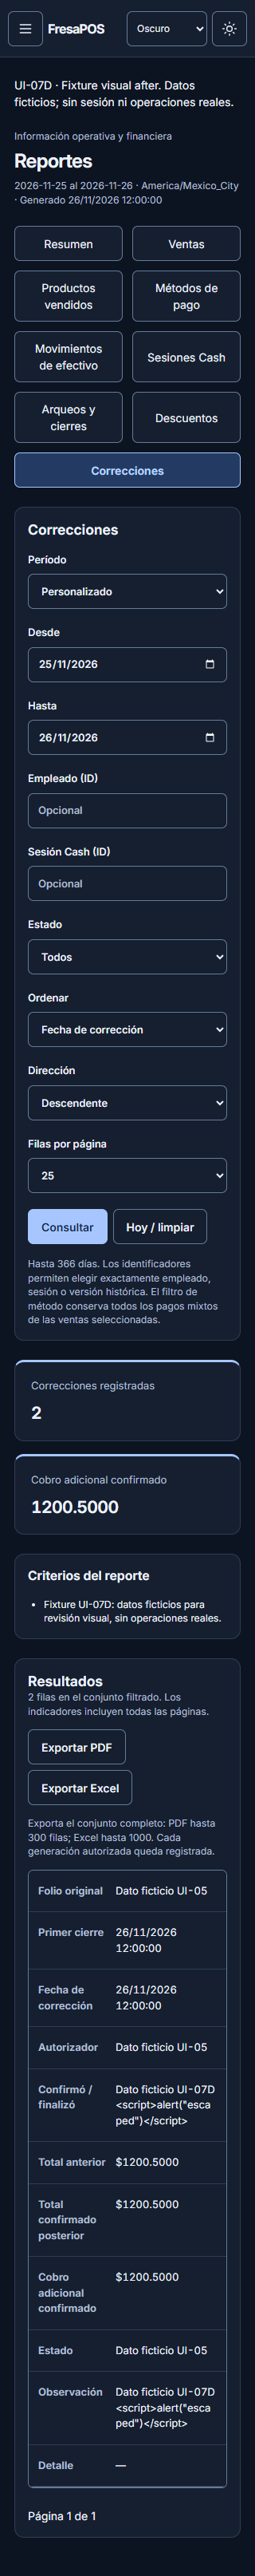 FresaPOS
Oscuro
UI-07D · Fixture visual after. Datos
ficticios; sin sesión ni operaciones reales.
Información operativa y financiera
Reportes
2026-11-25 al 2026-11-26 · America/Mexico_City
· Generado 26/11/2026 12:00:00
Resumen
Ventas
Productos
vendidos
Métodos de
pago
Movimientos
de efectivo
Sesiones Cash
Arqueos y
cierres
Descuentos
Correcciones
Correcciones
Período
Personalizado
Desde
25/11/2026
Hasta
26/11/2026
Empleado (ID)
Opcional
Sesión Cash (ID)
Opcional
Estado
Todos
Ordenar
Fecha de corrección
Dirección
Descendente
Filas por página
25
Consultar
Hoy / limpiar
Hasta 366 días. Los identificadores
permiten elegir exactamente empleado,
sesión o versión histórica. El filtro de
método conserva todos los pagos mixtos
de las ventas seleccionadas.
Correcciones registradas
2
Cobro adicional confirmado
1200.5000
Criterios del reporte
• Fixture UI-07D: datos ficticios para
revisión visual, sin operaciones reales.
Resultados
2 filas en el conjunto filtrado. Los
indicadores incluyen todas las páginas.
Exportar PDF
Exportar Excel
Exporta el conjunto completo: PDF hasta
300 filas; Excel hasta 1000. Cada
generación autorizada queda registrada.
Folio original
Dato ficticio UI-05
Primer cierre
26/11/2026
12:00:00
Fecha de
corrección
26/11/2026
12:00:00
Autorizador
Dato ficticio UI-05
Confirmó /
finalizó
Dato ficticio UI-07D
<script>alert("esca
ped")</script>
Total anterior
$1200.5000
Total
confirmado
posterior
$1200.5000
Cobro
adicional
confirmado
$1200.5000
Estado
Dato ficticio UI-05
Observación
Dato ficticio UI-07D
<script>alert("esca
ped")</script>
Detalle
—
Página 1 de 1